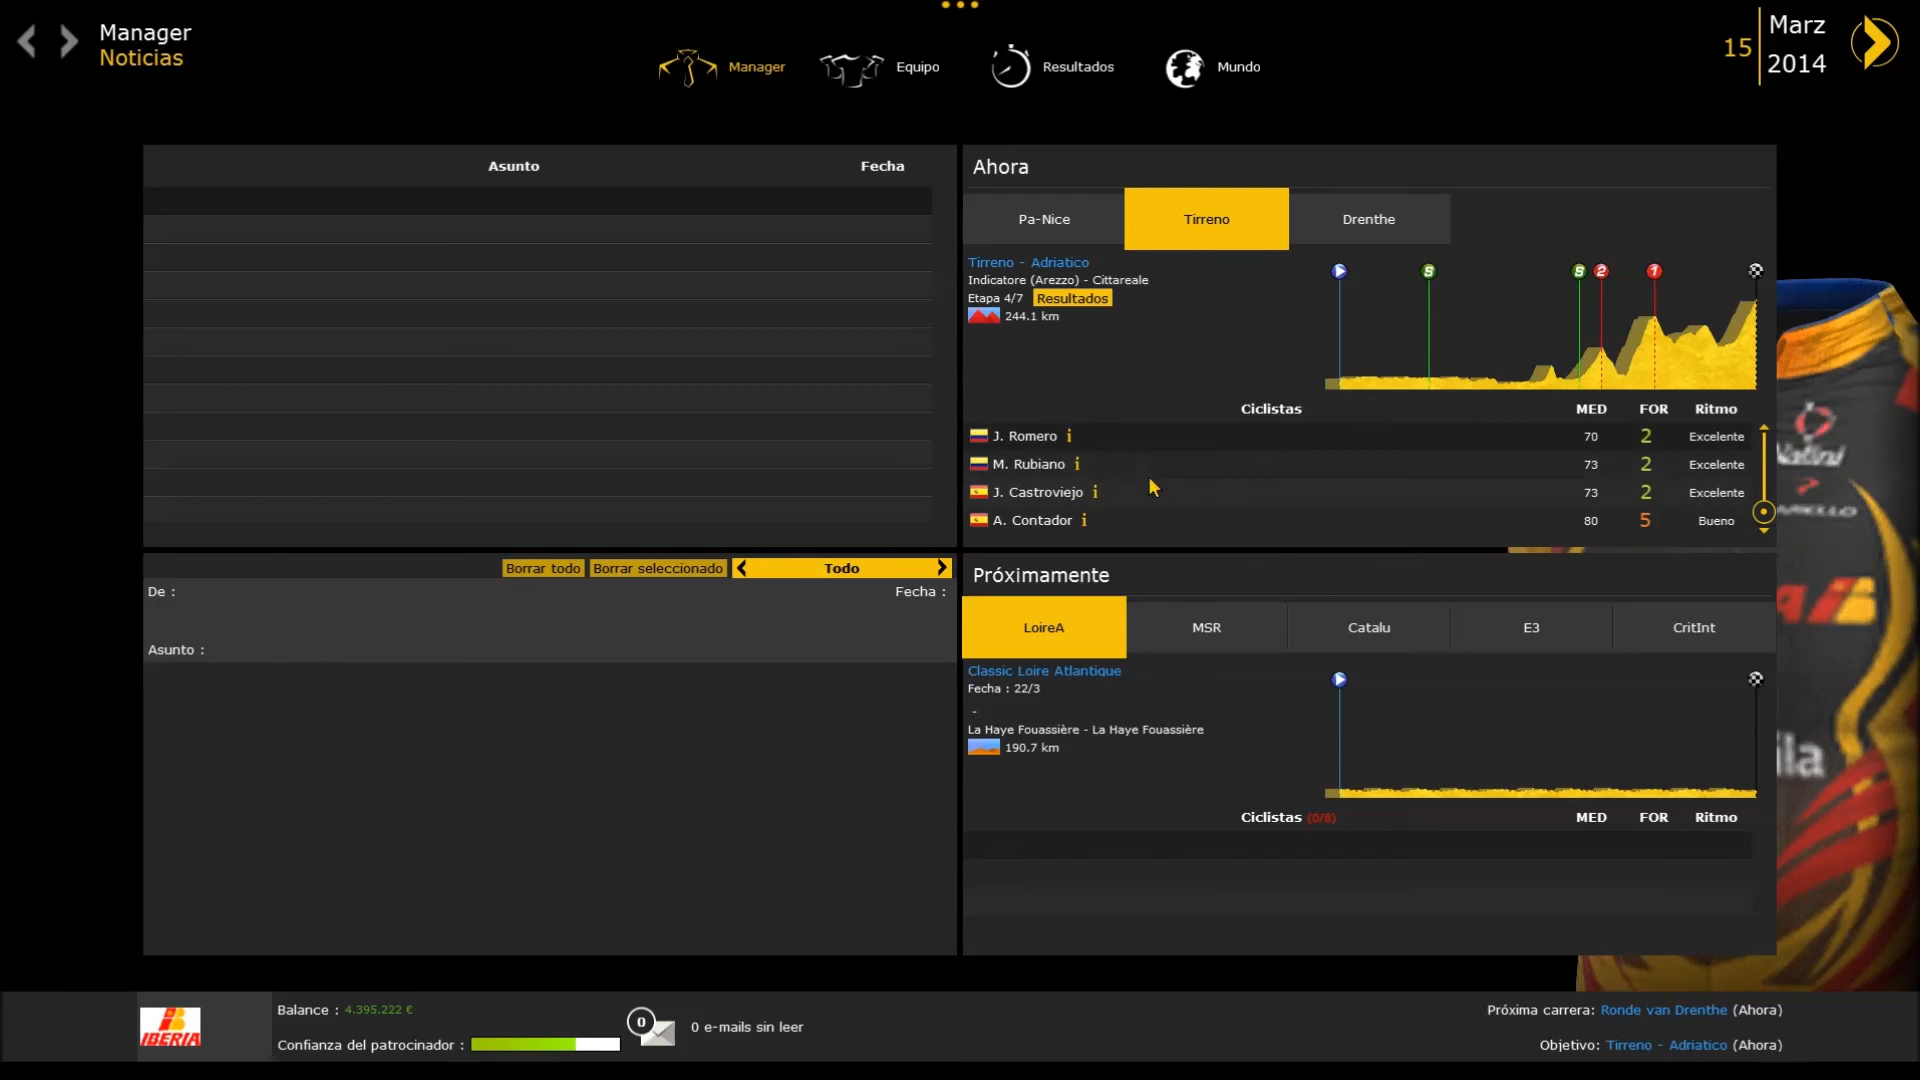 Manager
Noticias
Manager
Equipo
Resultados
Mundo
15
Marz
2014
Asunto
Fecha
Borrar todo
Borrar seleccionado
Todo
De :
Fecha :
Asunto :
Ahora
Pa-Nice
Tirreno
Drenthe
Tirreno - Adriatico
Indicatore (Arezzo) - Cittareale
Etapa 4/7 Resultados
244.1 km
S
S
2
1
Ciclistas MED FOR Ritmo
J. Romero i 70 2 Excelente
M. Rubiano i 73 2 Excelente
J. Castroviejo i 73 2 Excelente
A. Contador i 80 5 Bueno
Próximamente
LoireA
MSR
Catalu
E3
CritInt
Classic Loire Atlantique
Fecha : 22/3
-
La Haye Fouassière - La Haye Fouassière
190.7 km
Ciclistas (0/8) MED FOR Ritmo
IBERIA
Balance : 4.395.222 €
Confianza del patrocinador :
0
0 e-mails sin leer
Próxima carrera: Ronde van Drenthe (Ahora)
Objetivo: Tirreno - Adriatico (Ahora)